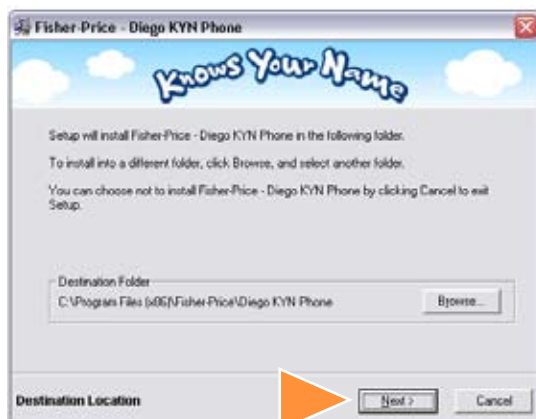 Fisher-Price - Diego KYN Phone
Knows Your Name
Setup will install Fisher-Price - Diego KYN Phone in the following folder.
To install into a different folder, click Browse, and select another folder.
You can choose not to install Fisher-Price - Diego KYN Phone by clicking Cancel to exit
Setup.
Destination Folder
C:\Program Files (x86)\Fisher-Price\Diego KYN Phone
Browse...
Destination Location
Next >
Cancel